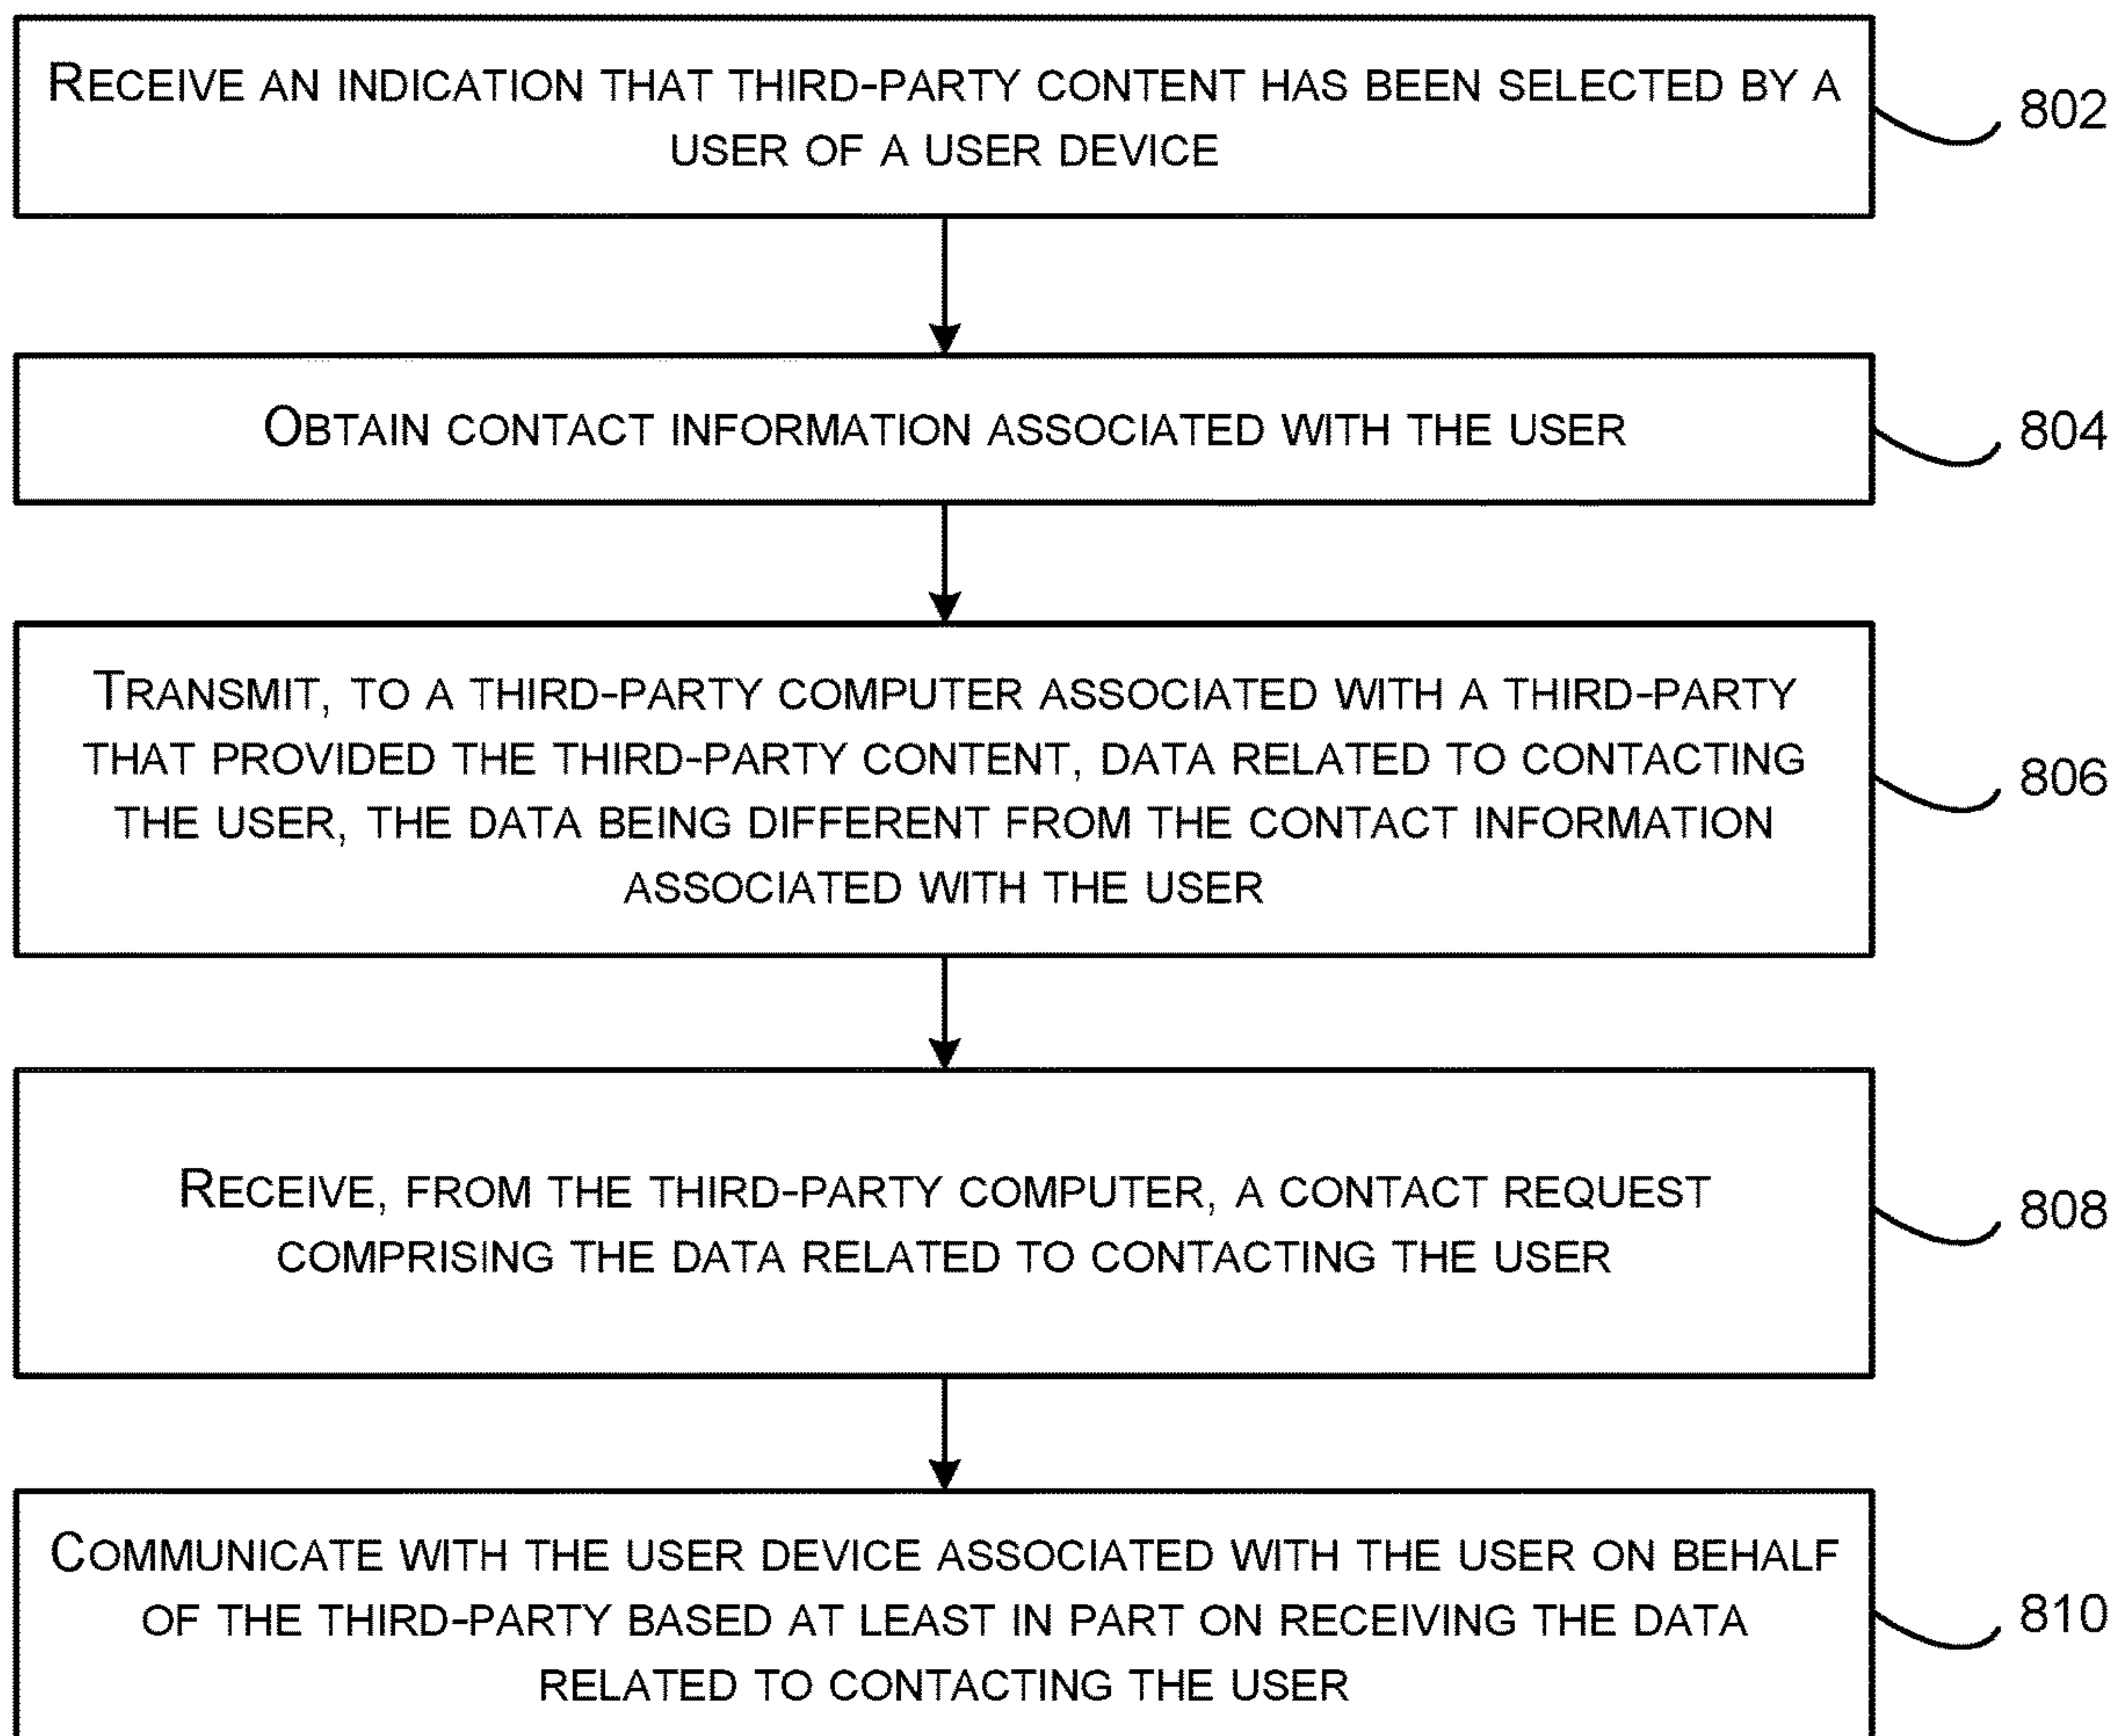 RECEIVE AN INDICATION THAT THIRD-PARTY CONTENT HAS BEEN SELECTED BY A
USER OF A USER DEVICE
802
OBTAIN CONTACT INFORMATION ASSOCIATED WITH THE USER
804
TRANSMIT, TO A THIRD-PARTY COMPUTER ASSOCIATED WITH A THIRD-PARTY
THAT PROVIDED THE THIRD-PARTY CONTENT, DATA RELATED TO CONTACTING
THE USER, THE DATA BEING DIFFERENT FROM THE CONTACT INFORMATION
ASSOCIATED WITH THE USER
806
RECEIVE, FROM THE THIRD-PARTY COMPUTER, A CONTACT REQUEST
COMPRISING THE DATA RELATED TO CONTACTING THE USER
808
COMMUNICATE WITH THE USER DEVICE ASSOCIATED WITH THE USER ON BEHALF
OF THE THIRD-PARTY BASED AT LEAST IN PART ON RECEIVING THE DATA
RELATED TO CONTACTING THE USER
810